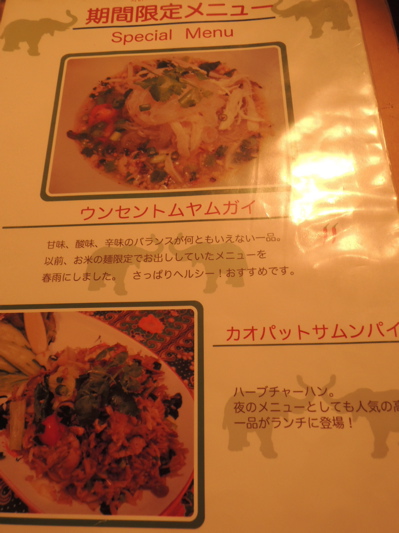 期間限定メニュー
Special Menu
ウンセントムヤムガイ
甘味、酸味、辛味のバランスが何ともいえない一品。
以前、お米の麺限定でお出ししていたメニューを
春雨にしました。 さっぱりヘルシー！おすすめです。
カオパットサムンパイ
ハーブチャーハン。
夜のメニューとしても人気の高
一品がランチに登場！